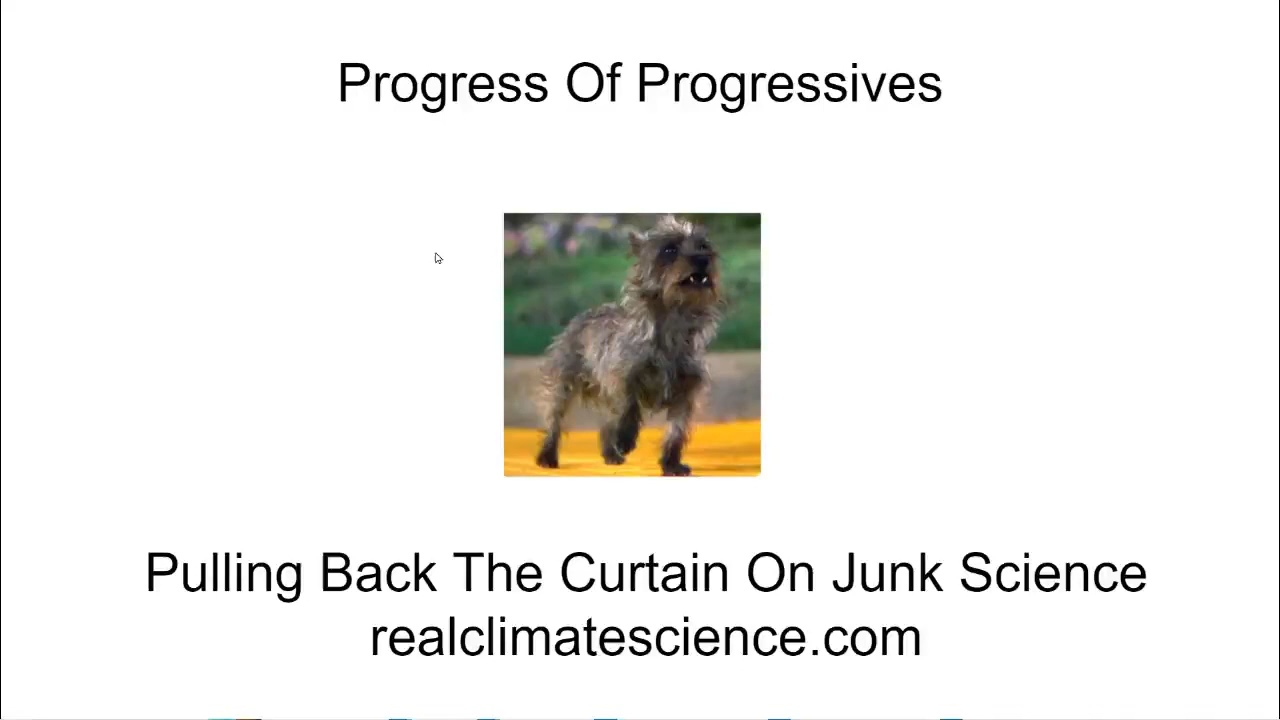 Progress Of Progressives
Pulling Back The Curtain On Junk Science
realclimatescience.com